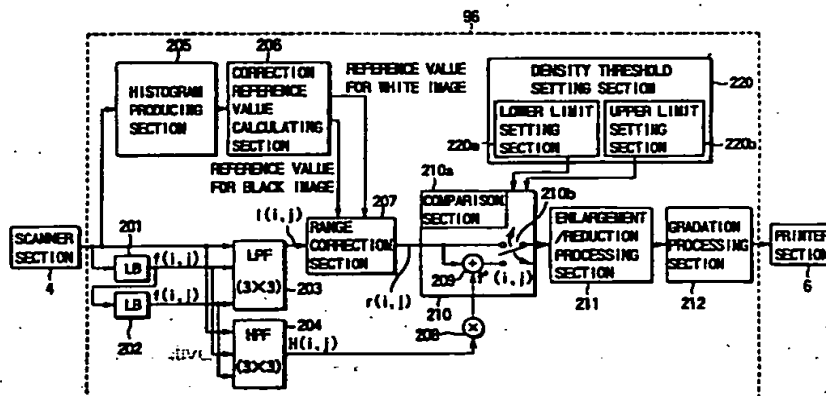 96
205
206
HISTOGRAM
PRODUCING
SECTION
CORRECTION
REFERENCE
VALUE
CALCULATING
SECTION
REFERENCE VALUE
FOR WHITE IMAGE
REFERENCE VALUE
FOR BLACK IMAGE
DENSITY THRESHOLD
SETTING SECTION
220
LOWER LIMIT
SETTING
SECTION
220a
UPPER LIMIT
SETTING
SECTION
220b
210a
COMPARISON
SECTION
210b
207
RANGE
CORRECTION
SECTION
SCANNER
SECTION
4
201
LB
f(i,j)
LB
f(i,j)
202
l(i,j)
LPF
(3×3)
203
204
HPF
(3×3)
H(i,j)
r(i,j)
+
209
f'(i,j)
210
×
208
ENLARGEMENT
/REDUCTION
PROCESSING
SECTION
211
GRADATION
PROCESSING
SECTION
212
PRINTER
SECTION
6